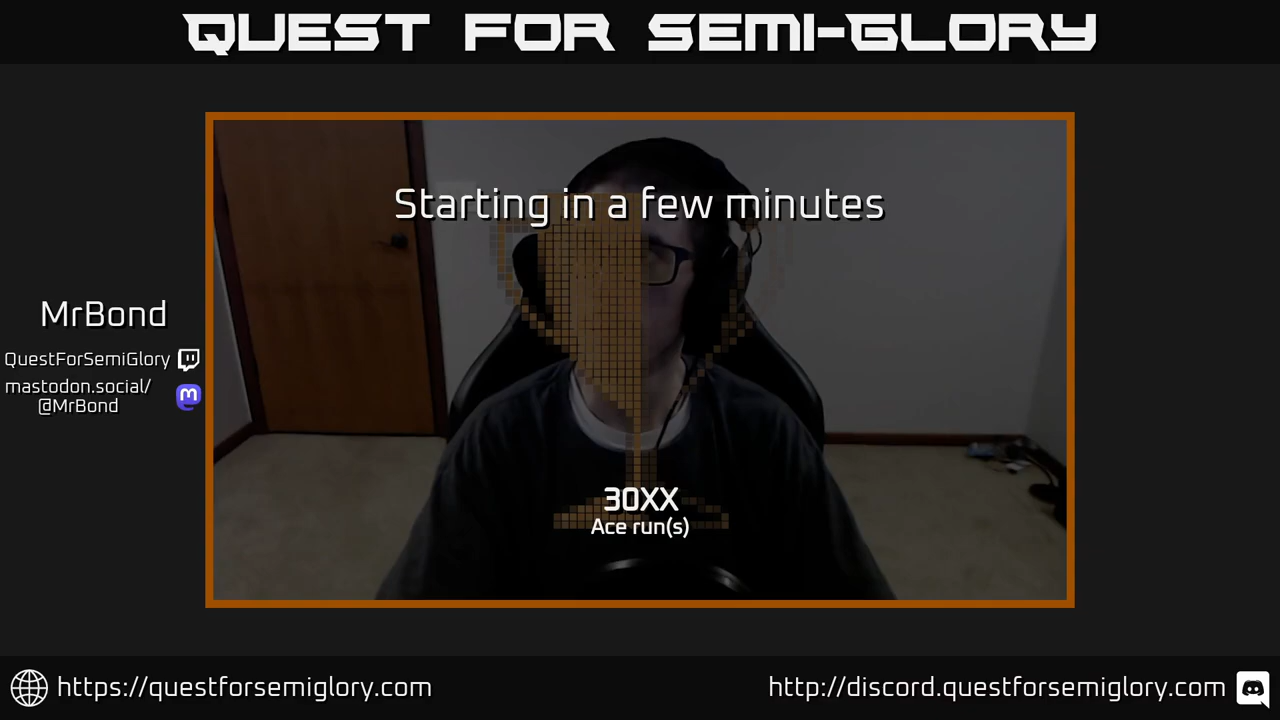 QUEST FOR SEMI-GLORY
Starting in a few minutes
MrBond
QuestForSemiGlory
mastodon.social/
@MrBond
30XX
Ace run(s)
https://questforsemiglory.com
http://discord.questforsemiglory.com